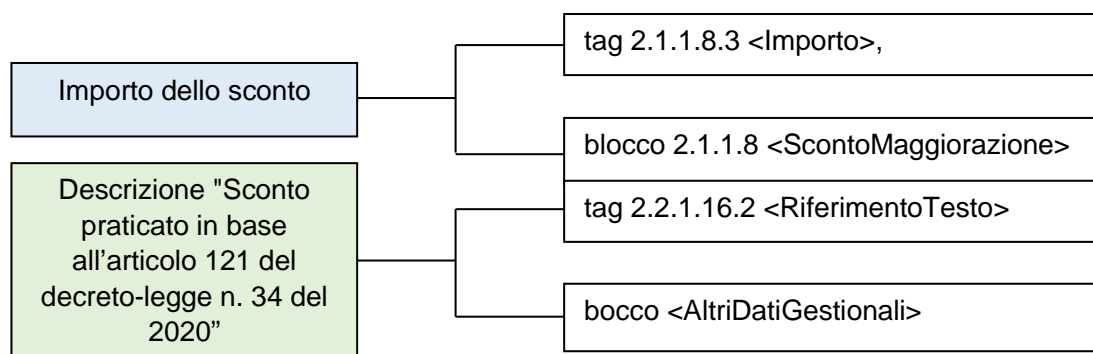 tag 2.1.1.8.3 <Importo>,
Importo dello sconto
blocco 2.1.1.8 <ScontoMaggiorazione>
Descrizione "Sconto
praticato in base
all’articolo 121 del
decreto-legge n. 34 del
2020”
tag 2.2.1.16.2 <RiferimentoTesto>
bocco <AltriDatiGestionali>